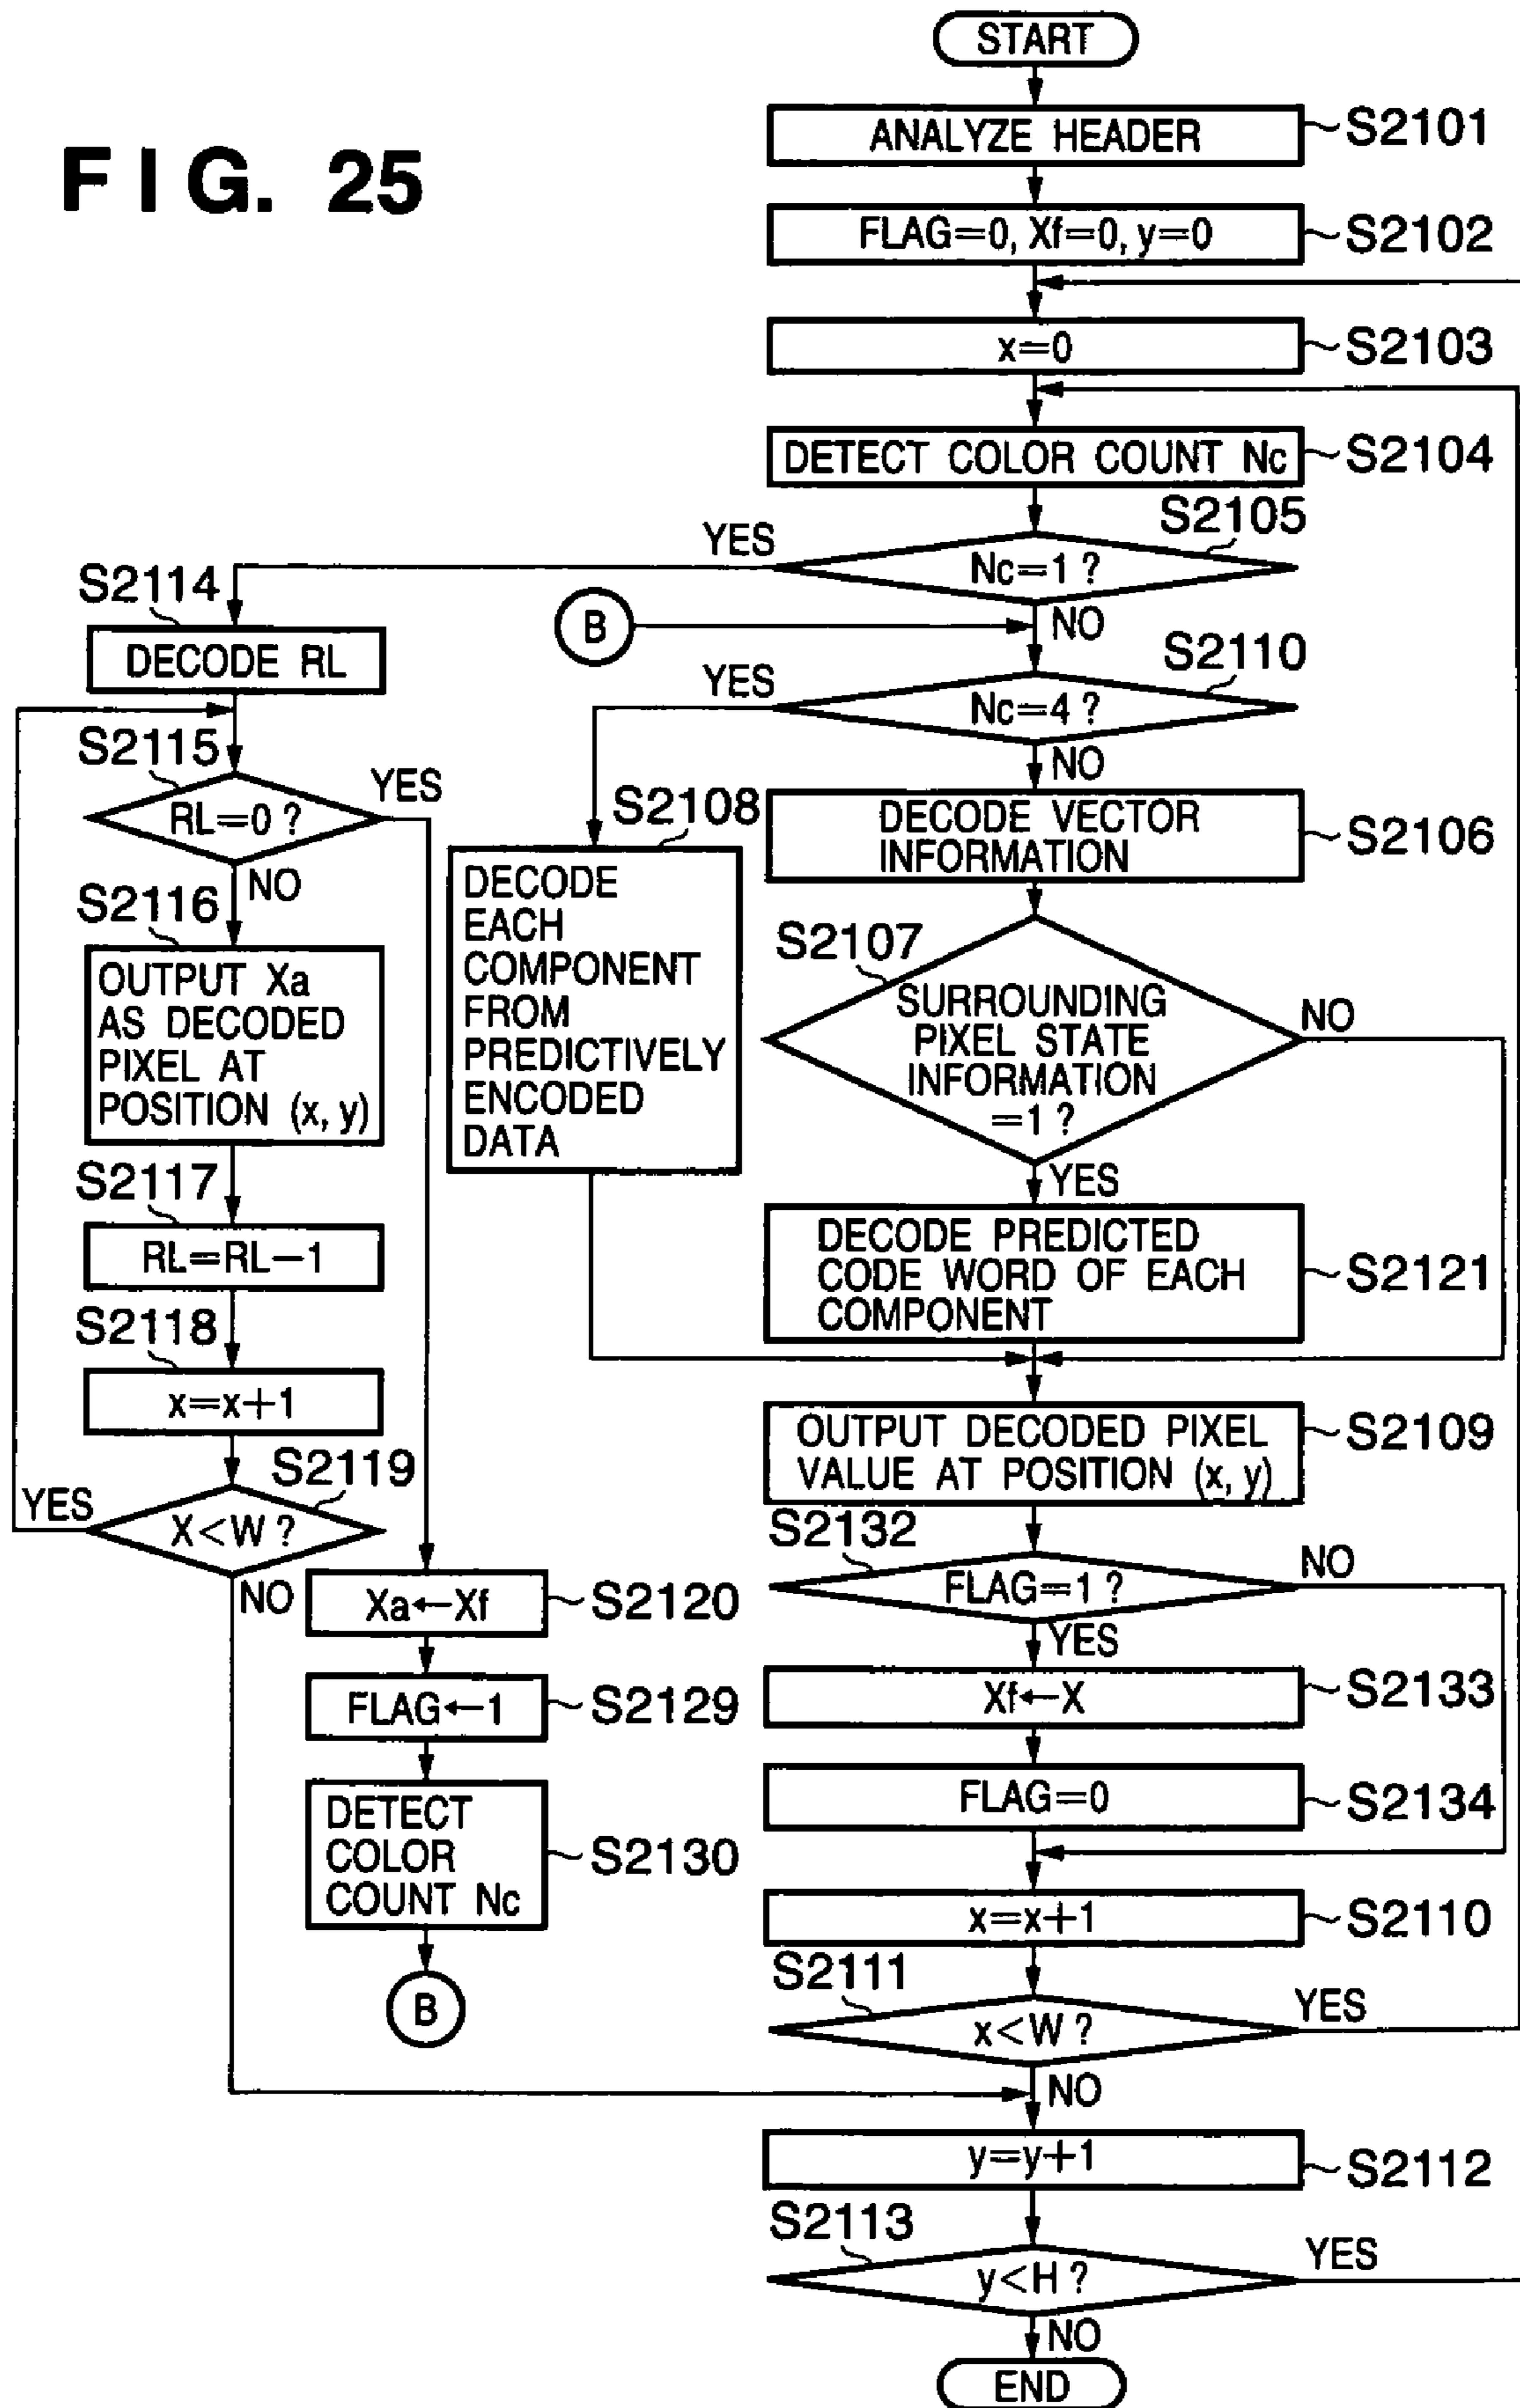 FIG. 25
START
ANALYZE HEADER
S2101
FLAG=0, Xf=0, y=0
S2102
x=0
S2103
DETECT COLOR COUNT Nc
S2104
S2105
Nc=1 ?
YES
NO
B
S2110
Nc=4 ?
YES
NO
S2114
DECODE RL
S2115
RL=0 ?
YES
NO
S2116
OUTPUT Xa
AS DECODED
PIXEL AT
POSITION (x, y)
S2117
RL=RL−1
S2118
x=x+1
S2119
X<W ?
YES
NO
S2108
DECODE
EACH
COMPONENT
FROM
PREDICTIVELY
ENCODED
DATA
Xa←Xf
S2120
FLAG←1
S2129
DETECT
COLOR
COUNT Nc
S2130
B
DECODE VECTOR
INFORMATION
S2106
S2107
SURROUNDING
PIXEL STATE
INFORMATION
=1 ?
NO
YES
DECODE PREDICTED
CODE WORD OF EACH
COMPONENT
S2121
OUTPUT DECODED PIXEL
VALUE AT POSITION (x, y)
S2109
S2132
FLAG=1 ?
NO
YES
Xf←X
S2133
FLAG=0
S2134
x=x+1
S2110
S2111
x<W ?
YES
NO
y=y+1
S2112
S2113
y<H ?
YES
NO
END